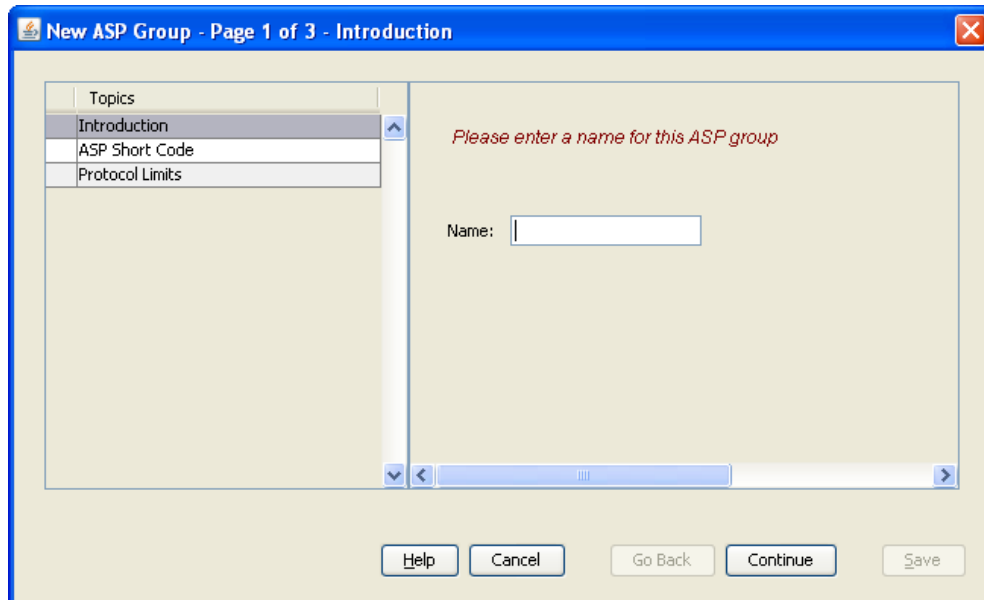 New ASP Group - Page 1 of 3 - Introduction
Topics
Introduction
ASP Short Code
Protocol Limits
Please enter a name for this ASP group
Name:
Help Cancel Go Back Continue Save